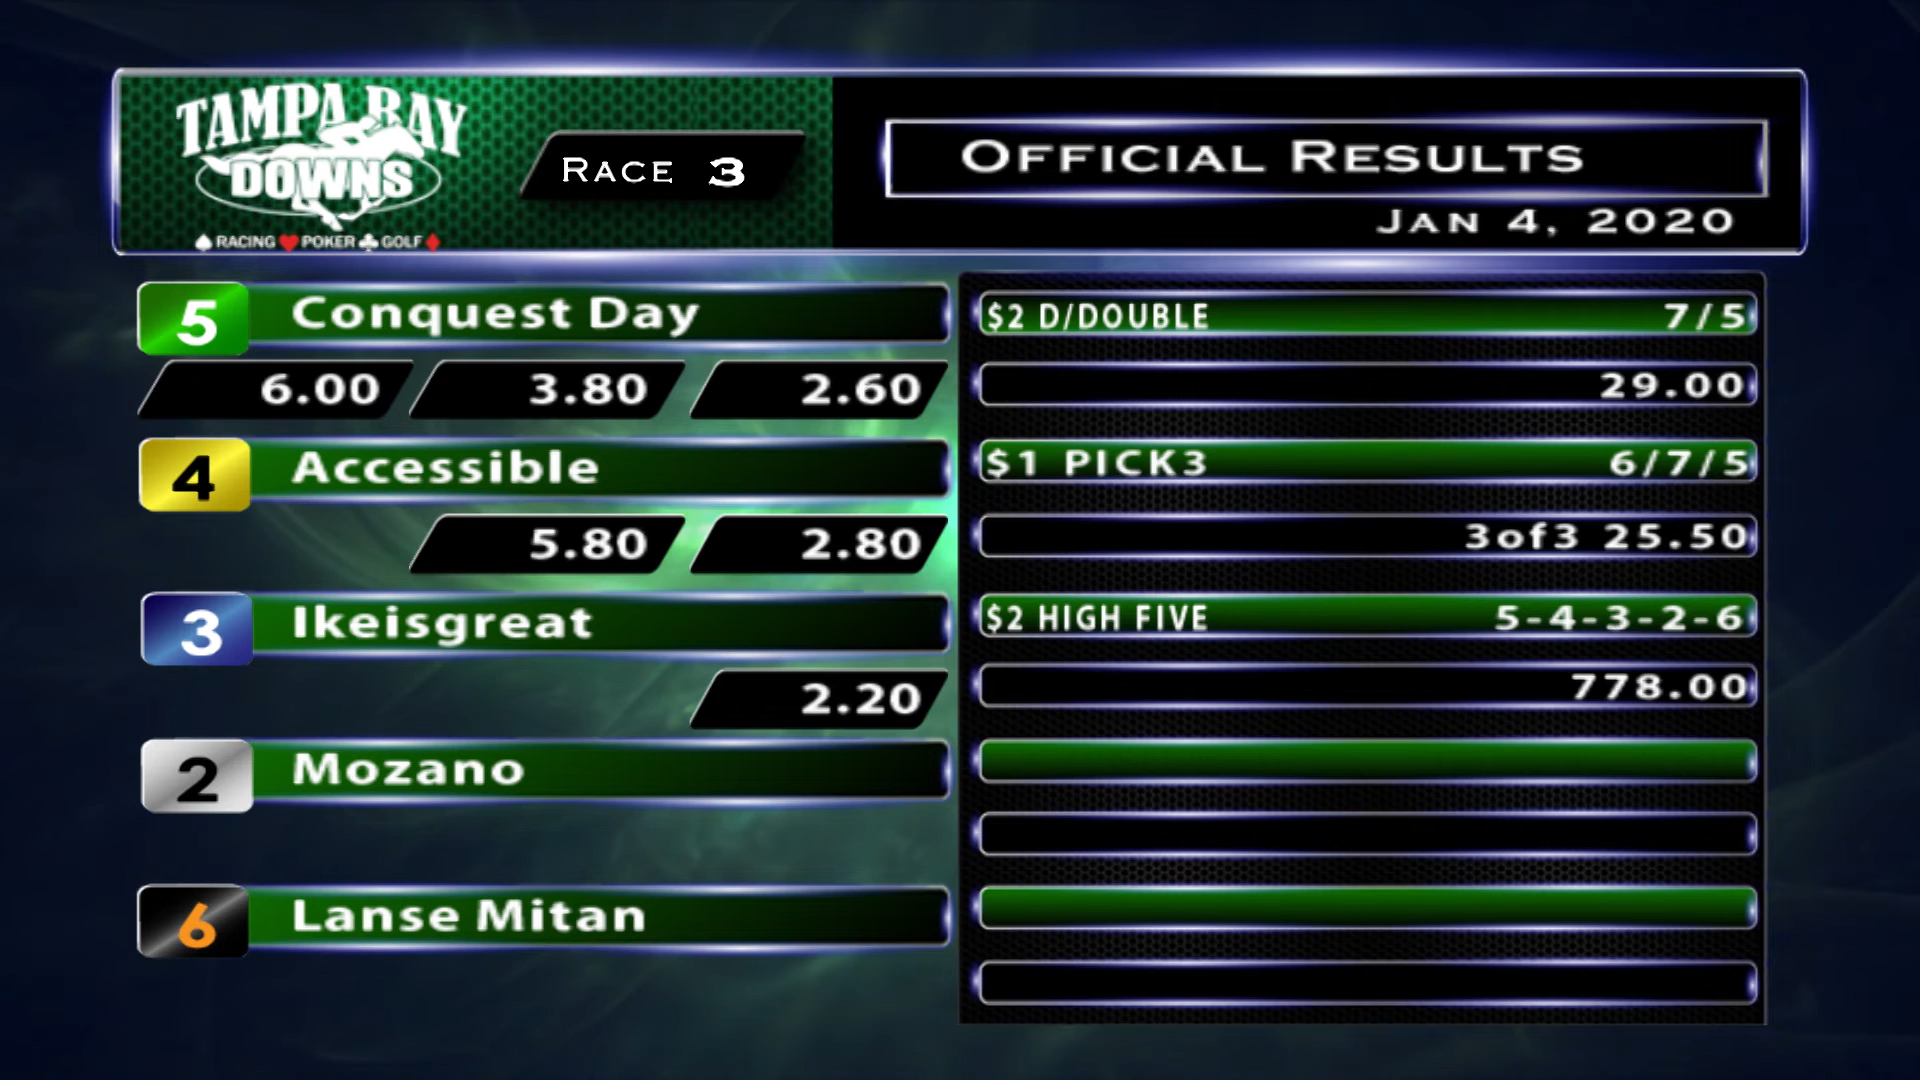 TAMPA BAY
DOWNS
RACING POKER GOLF
RACE 3
OFFICIAL RESULTS
JAN 4, 2020
5 Conquest Day
6.00 3.80 2.60
4 Accessible
5.80 2.80
3 Ikeisgreat
2.20
2 Mozano
6 Lanse Mitan
$2 D/DOUBLE 7/5
29.00
$1 PICK3 6/7/5
3of3 25.50
$2 HIGH FIVE 5-4-3-2-6
778.00